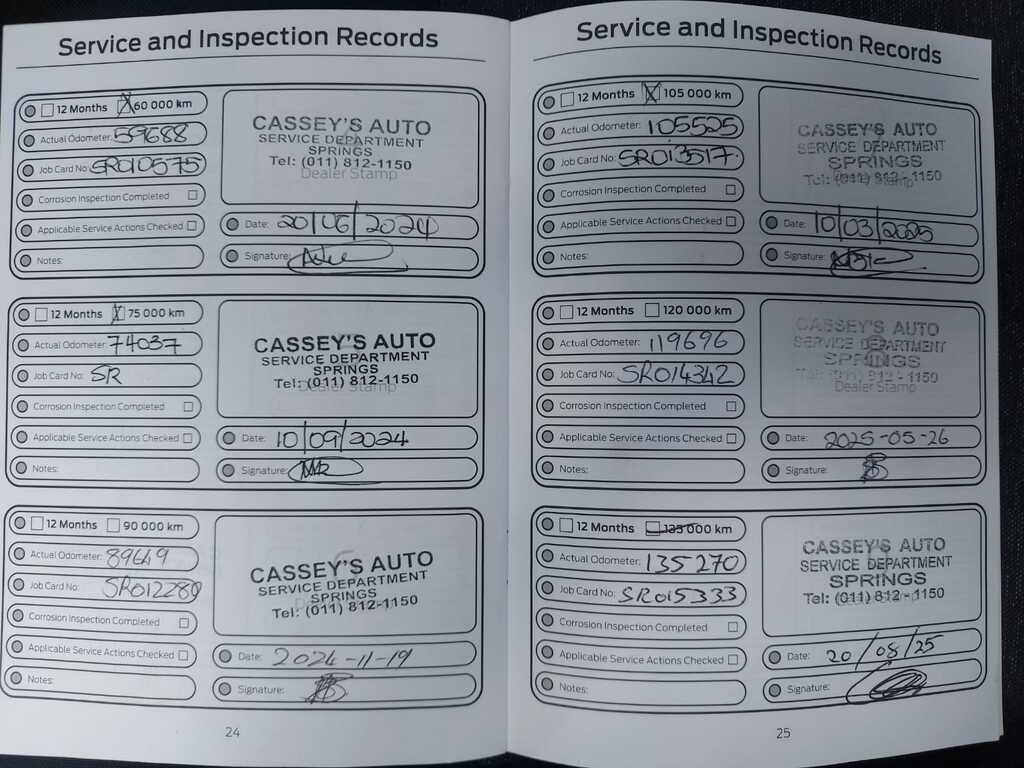 Service and Inspection Records
12 Months 60 000 km
Actual Odometer: 59688
Job Card No: SR010575
Corrosion Inspection Completed
Applicable Service Actions Checked
Notes:
CASSEY'S AUTO
SERVICE DEPARTMENT
SPRINGS
Tel: (011) 812-1150
Dealer Stamp
Date: 20/06/2024
Signature:
12 Months 75 000 km
Actual Odometer: 74037
Job Card No: SR
Corrosion Inspection Completed
Applicable Service Actions Checked
Notes:
CASSEY'S AUTO
SERVICE DEPARTMENT
SPRINGS
Tel: (011) 812-1150
Dealer Stamp
Date: 10/09/2024
Signature:
12 Months 90 000 km
Actual Odometer: 89649
Job Card No: SR012280
Corrosion Inspection Completed
Applicable Service Actions Checked
Notes:
CASSEY'S AUTO
SERVICE DEPARTMENT
SPRINGS
Tel: (011) 812-1150
Date: 2024-11-19
Signature:
24
Service and Inspection Records
12 Months 105 000 km
Actual Odometer: 105525
Job Card No: SR013517.
Corrosion Inspection Completed
Applicable Service Actions Checked
Notes:
CASSEY'S AUTO
SERVICE DEPARTMENT
SPRINGS
Tel: (011) 812-1150
Dealer Stamp
Date: 10/03/2025
Signature:
12 Months 120 000 km
Actual Odometer: 119696
Job Card No: SR014342
Corrosion Inspection Completed
Applicable Service Actions Checked
Notes:
CASSEY'S AUTO
SERVICE DEPARTMENT
SPRINGS
Tel: (011) 812-1150
Dealer Stamp
Date: 2025-05-26
Signature:
12 Months 135 000 km
Actual Odometer: 135270
Job Card No: SR015333
Corrosion Inspection Completed
Applicable Service Actions Checked
Notes:
CASSEY'S AUTO
SERVICE DEPARTMENT
SPRINGS
Tel: (011) 812-1150
Date: 20/08/25
Signature:
25